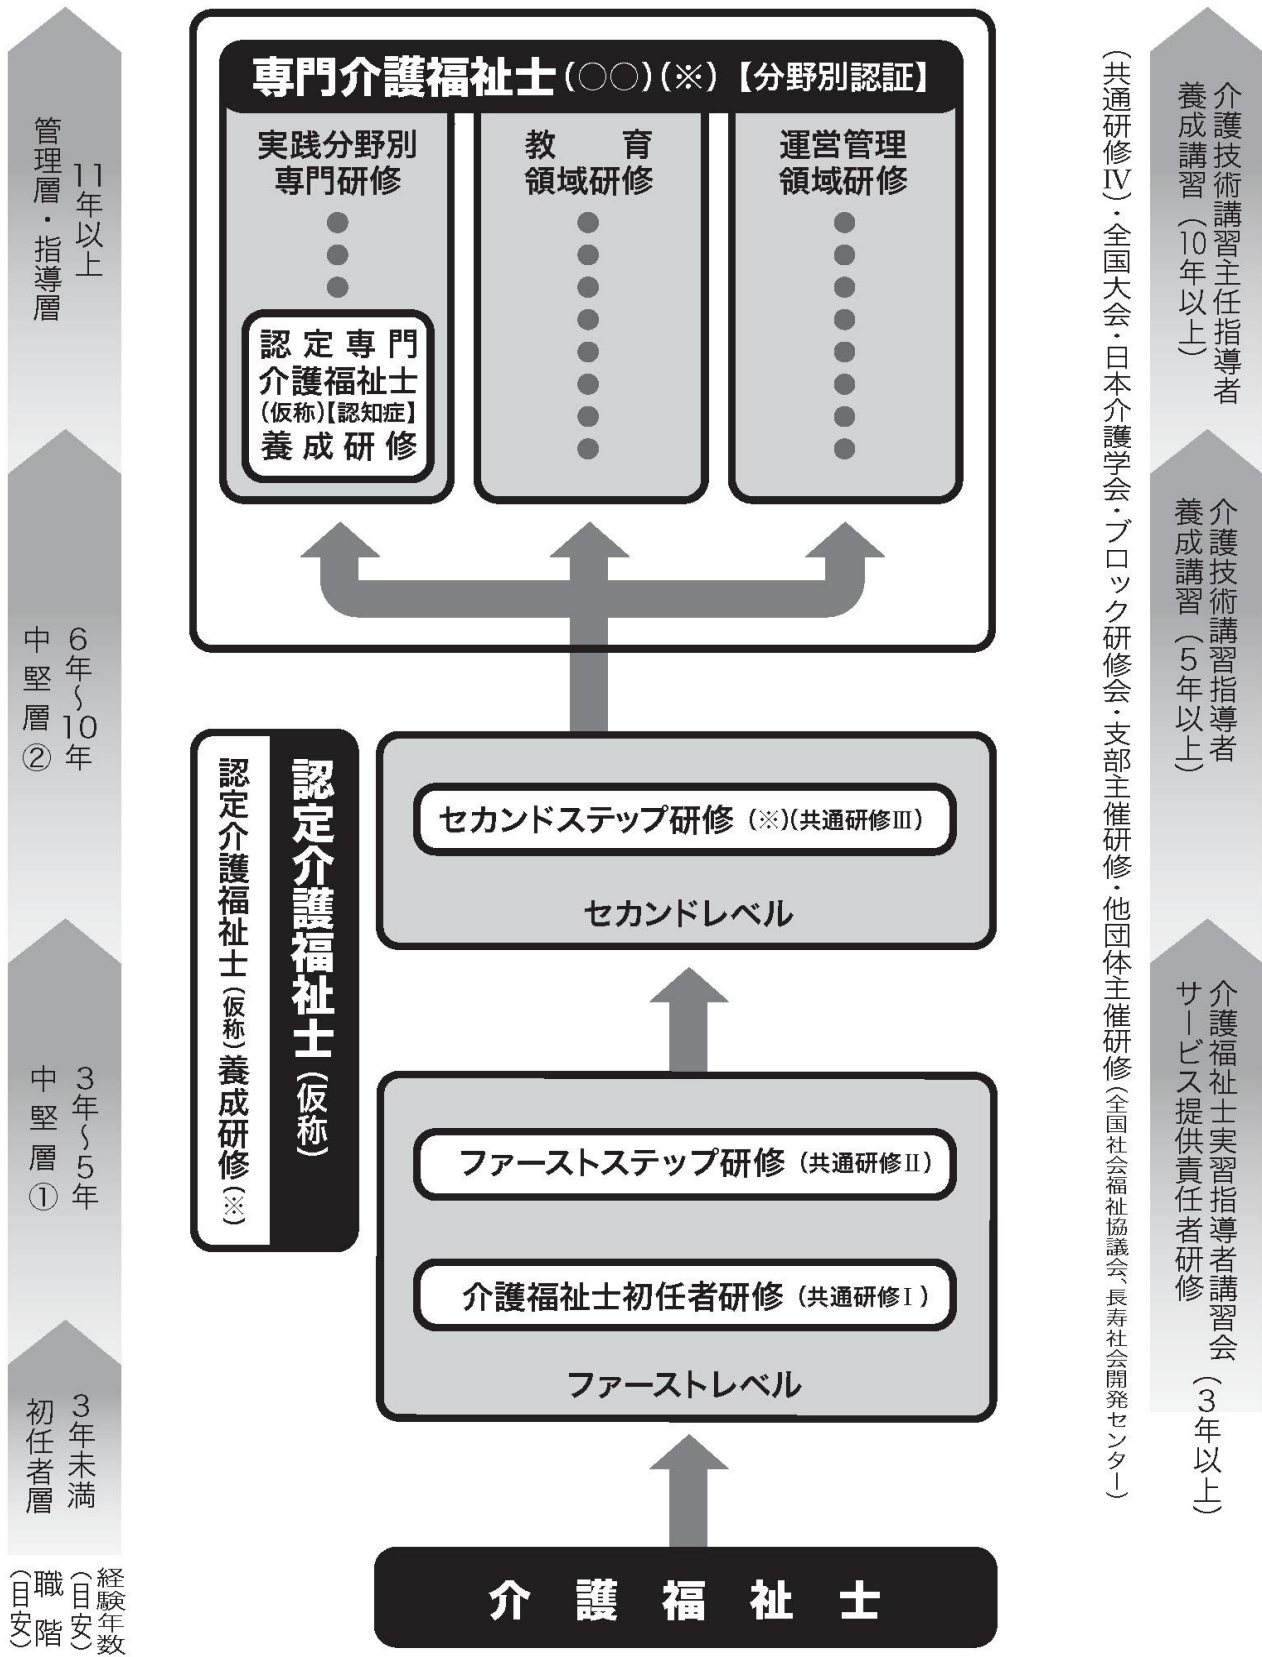 専門介護福祉士(○○)(※)【分野別認証】
実践分野別
専門研修
認定専門
介護福祉士
(仮称)【認知症】
養成研修
教育
領域研修
運営管理
領域研修
セカンドステップ研修(※)(共通研修Ⅲ)
セカンドレベル
認定介護福祉士(仮称)
認定介護福祉士(仮称)養成研修(※)
ファーストステップ研修(共通研修Ⅱ)
介護福祉士初任者研修(共通研修Ⅰ)
ファーストレベル
介護福祉士
11年以上
管理層・指導層
6年~10年
中堅層②
3年~5年
中堅層①
3年未満
初任者層
経験年数
(目安)
職階
(目安)
介護技術講習主任指導者
養成講習(10年以上)
介護技術講習指導者
養成講習(5年以上)
介護福祉士実習指導者講習会(3年以上)
サービス提供責任者研修
(共通研修Ⅳ)・全国大会・日本介護学会・ブロック研修会・支部主催研修・他団体主催研修(全国社会福祉協議会、長寿社会開発センター)